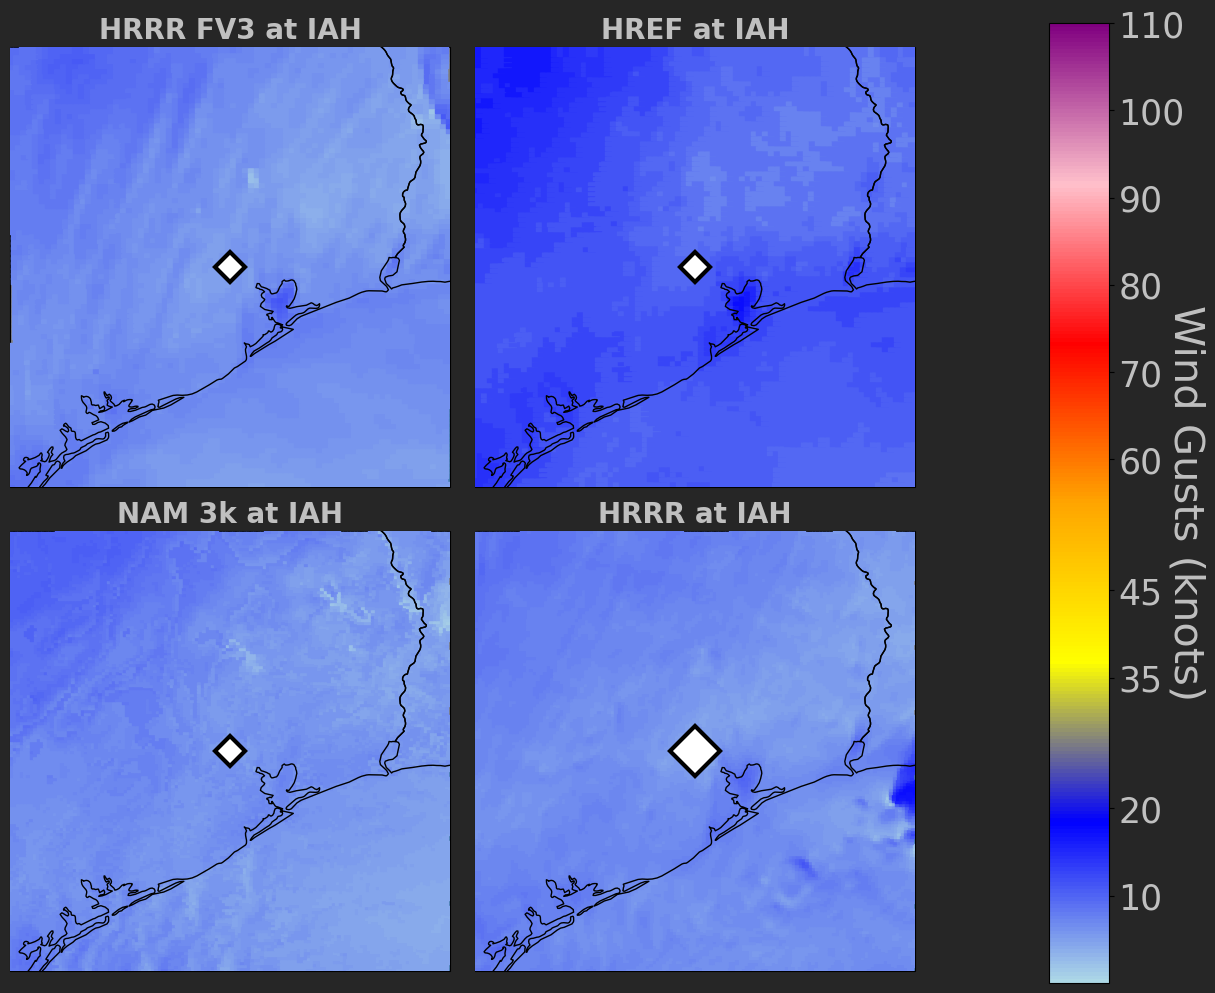 HRRR FV3 at IAH
HREF at IAH
NAM 3k at IAH
HRRR at IAH
110
100
90
80
70
60
45
35
20
10
Wind Gusts (knots)